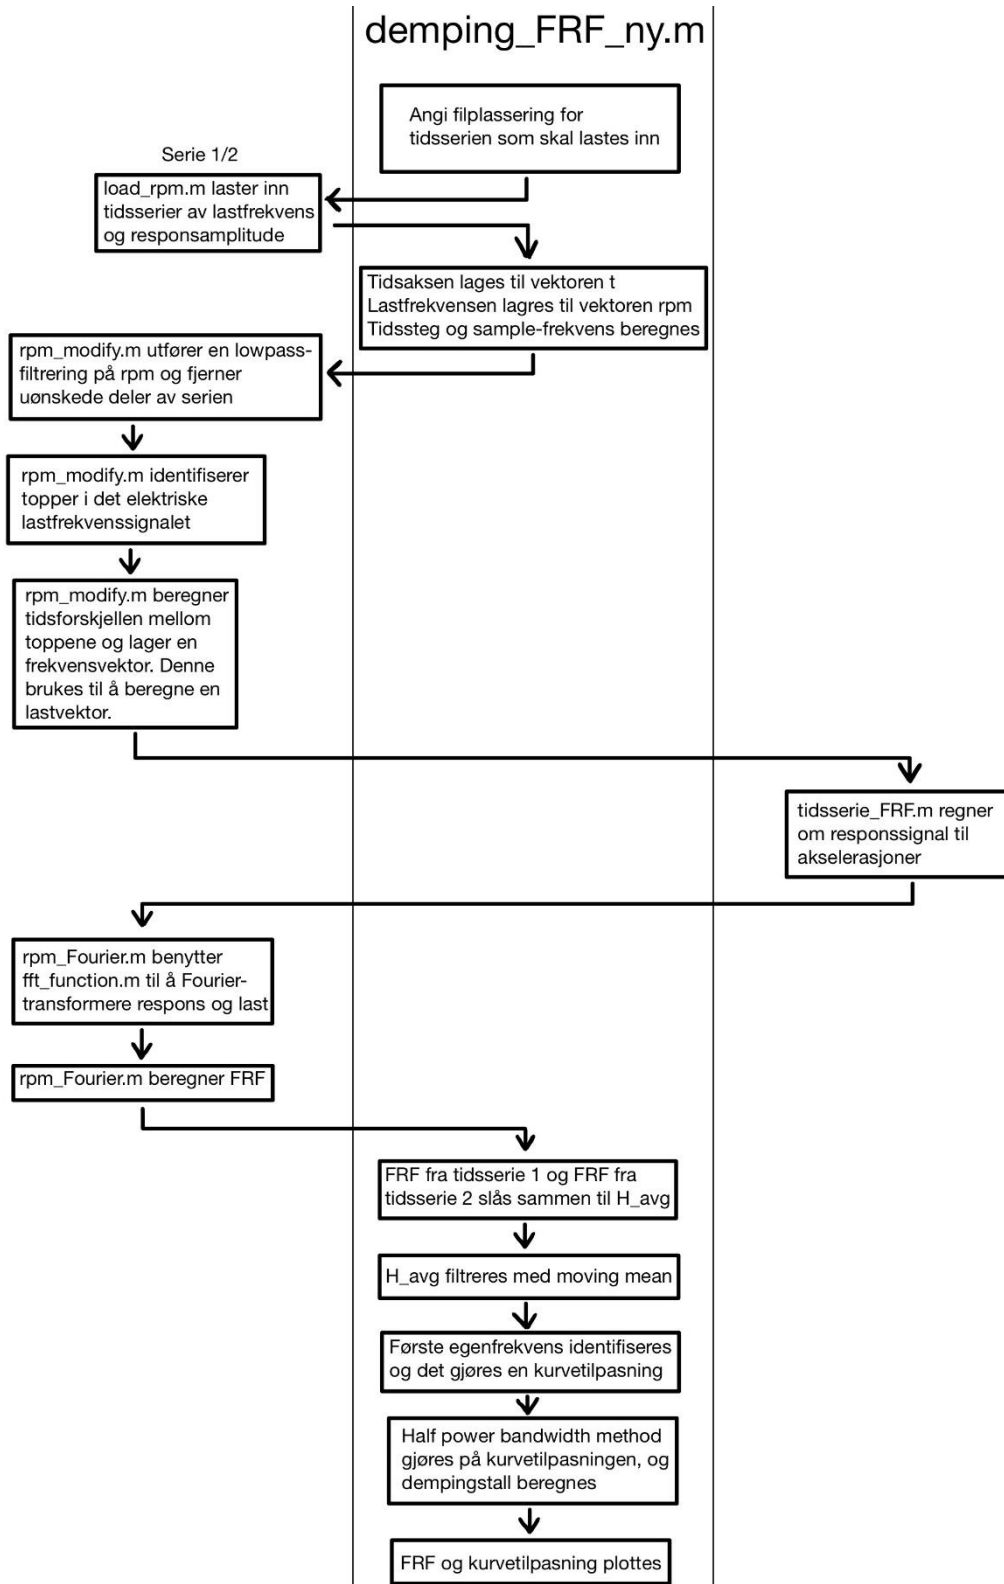 demping_FRF_ny.m
Angi filplassering for
tidsserien som skal lastes inn
Serie 1/2
load_rpm.m laster inn
tidsserier av lastfrekvens
og responsamplitude
Tidsaksen lages til vektoren t
Lastfrekvensen lagres til vektoren rpm
Tidssteg og sample-frekvens beregnes
rpm_modify.m utfører en lowpass-
filtrering på rpm og fjerner
uønskede deler av serien
rpm_modify.m identifiserer
topper i det elektriske
lastfrekvenssignalet
rpm_modify.m beregner
tidsforskjellen mellom
toppene og lager en
frekvensvektor. Denne
brukes til å beregne en
lastvektor.
tidsserie_FRF.m regner
om responssignal til
akselerasjoner
rpm_Fourier.m benytter
fft_function.m til å Fourier-
transformere respons og last
rpm_Fourier.m beregner FRF
FRF fra tidsserie 1 og FRF fra
tidsserie 2 slås sammen til H_avg
H_avg filtreres med moving mean
Første egenfrekvens identifiseres
og det gjøres en kurvetilpasning
Half power bandwidth method
gjøres på kurvetilpasningen, og
dempingstall beregnes
FRF og kurvetilpasning plottes